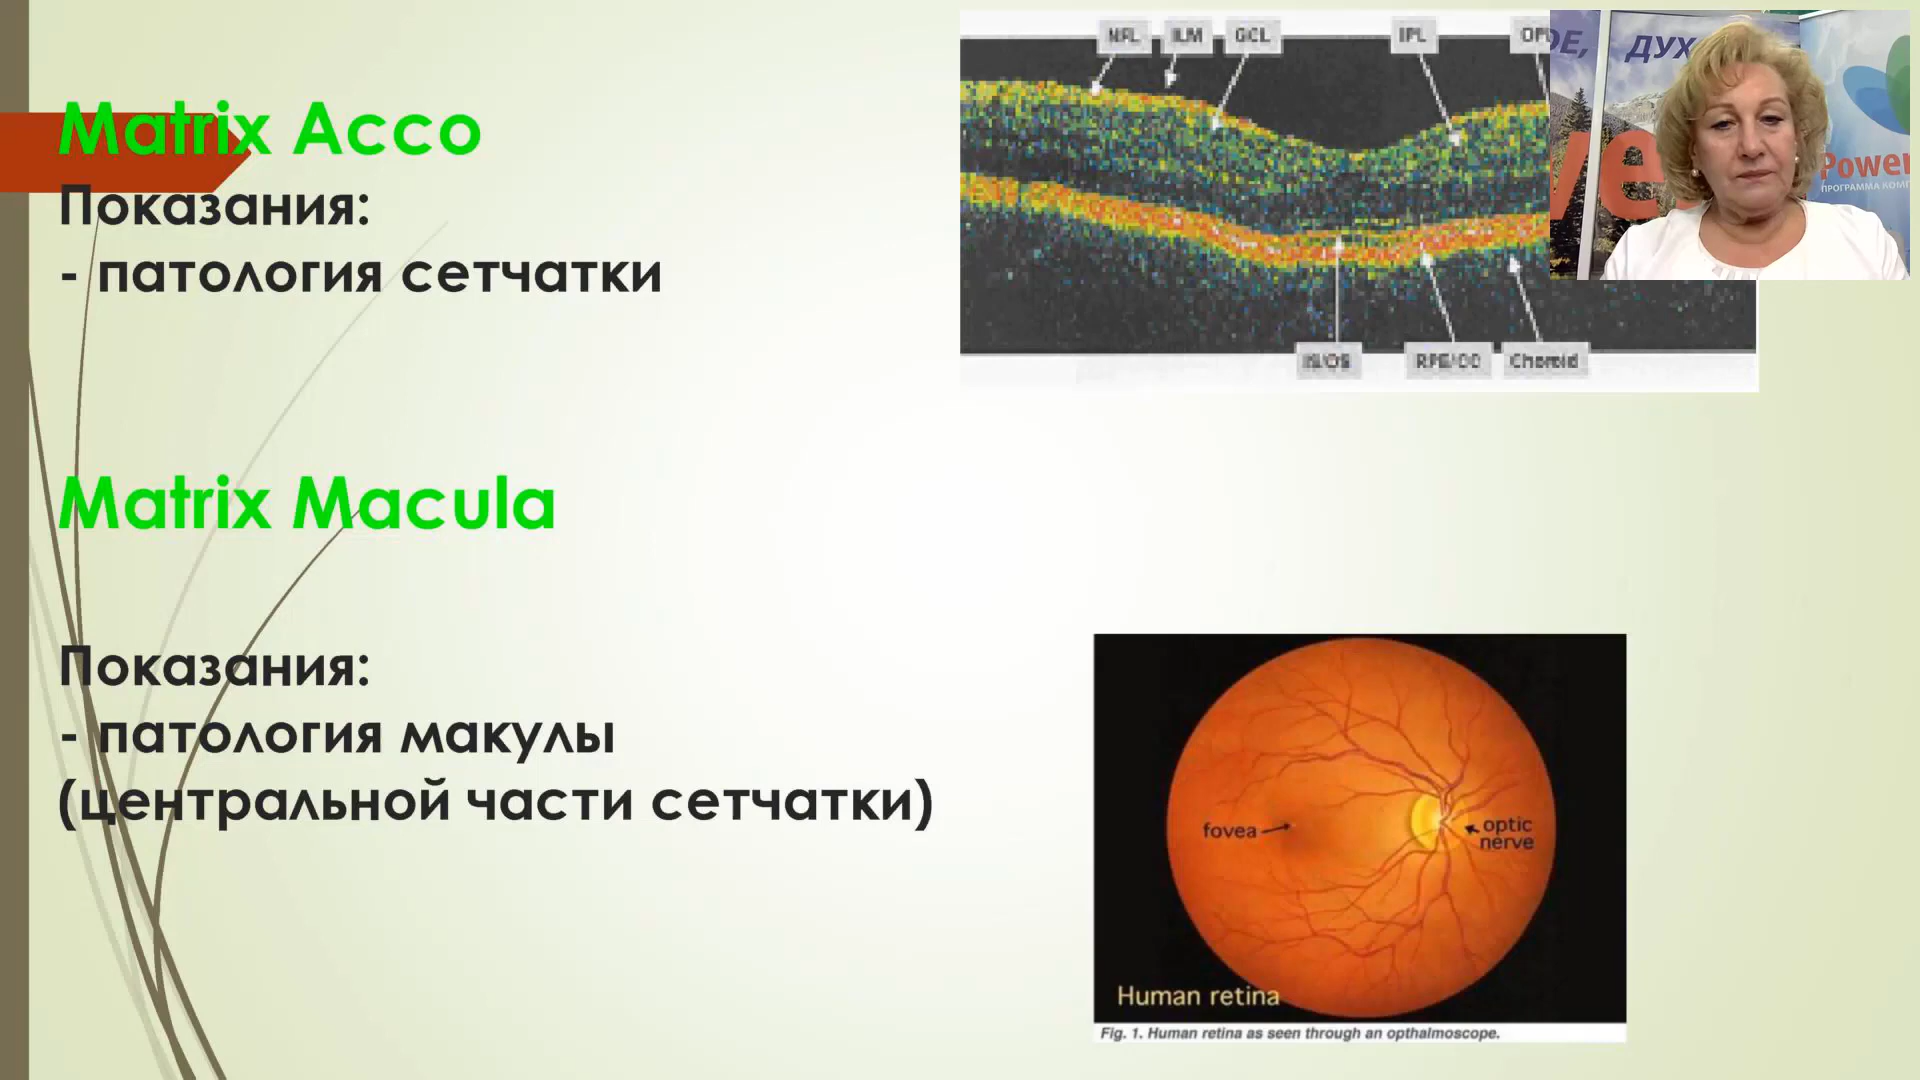 Matrix Acco
Показания:
- патология сетчатки
Matrix Macula
Показания:
- патология макулы
(центральной части сетчатки)
NFL ILM GCL IPL
IS/OS RPE/CC Choroid
ДУХ
Power
fovea
optic
nerve
Human retina
Fig. 1. Human retina as seen through an opthalmoscope.